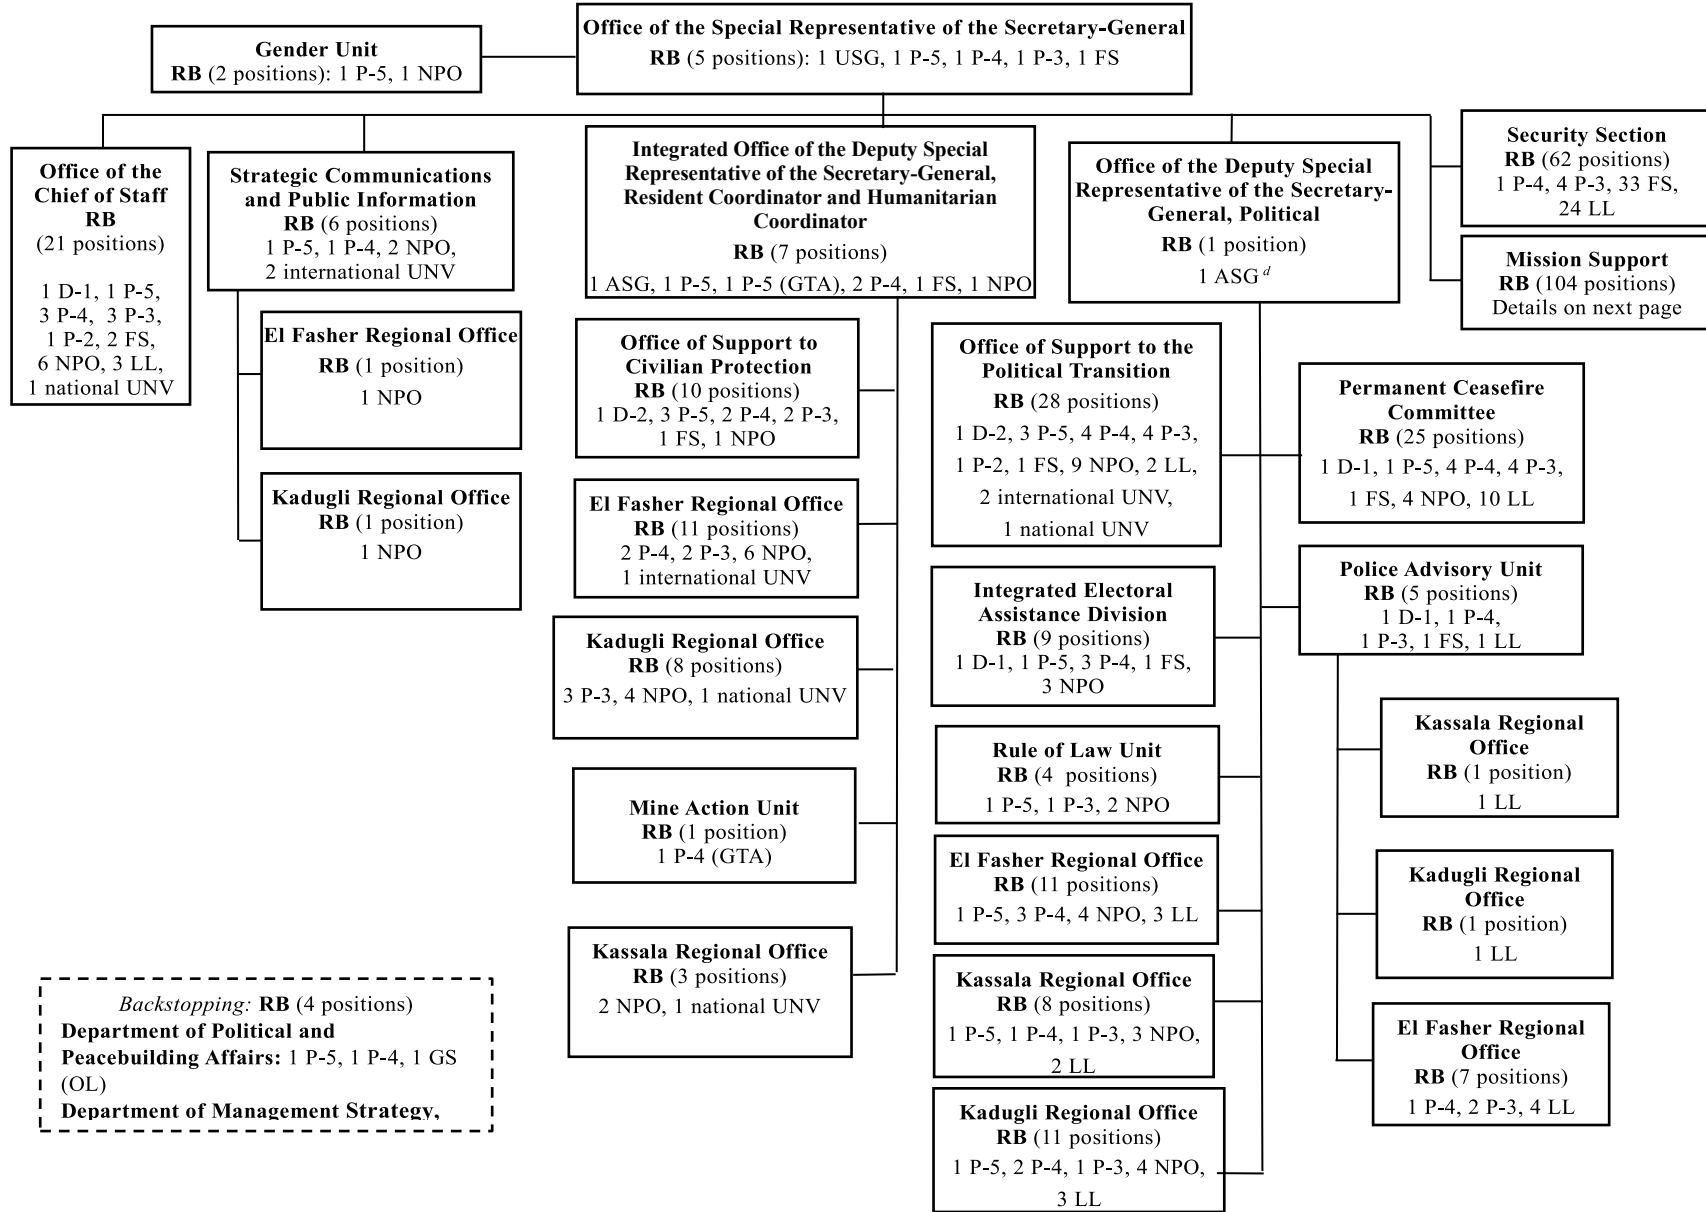 Office of the Special Representative of the Secretary-General
RB (5 positions): 1 USG, 1 P-5, 1 P-4, 1 P-3, 1 FS
Gender Unit
RB (2 positions): 1 P-5, 1 NPO
Office of the
Chief of Staff
RB
(21 positions)
1 D-1, 1 P-5,
3 P-4, 3 P-3,
1 P-2, 2 FS,
6 NPO, 3 LL,
1 national UNV
Strategic Communications
and Public Information
RB (6 positions)
1 P-5, 1 P-4, 2 NPO,
2 international UNV
El Fasher Regional Office
RB (1 position)
1 NPO
Kadugli Regional Office
RB (1 position)
1 NPO
Integrated Office of the Deputy Special
Representative of the Secretary-General,
Resident Coordinator and Humanitarian
Coordinator
RB (7 positions)
1 ASG, 1 P-5, 1 P-5 (GTA), 2 P-4, 1 FS, 1 NPO
Office of Support to
Civilian Protection
RB (10 positions)
1 D-2, 3 P-5, 2 P-4, 2 P-3,
1 FS, 1 NPO
El Fasher Regional Office
RB (11 positions)
2 P-4, 2 P-3, 6 NPO,
1 international UNV
Kadugli Regional Office
RB (8 positions)
3 P-3, 4 NPO, 1 national UNV
Mine Action Unit
RB (1 position)
1 P-4 (GTA)
Kassala Regional Office
RB (3 positions)
2 NPO, 1 national UNV
Office of the Deputy Special
Representative of the Secretary-
General, Political
RB (1 position)
1 ASG d
Office of Support to the
Political Transition
RB (28 positions)
1 D-2, 3 P-5, 4 P-4, 4 P-3,
1 P-2, 1 FS, 9 NPO, 2 LL,
2 international UNV,
1 national UNV
Integrated Electoral
Assistance Division
RB (9 positions)
1 D-1, 1 P-5, 3 P-4, 1 FS,
3 NPO
Rule of Law Unit
RB (4 positions)
1 P-5, 1 P-3, 2 NPO
El Fasher Regional Office
RB (11 positions)
1 P-5, 3 P-4, 4 NPO, 3 LL
Kassala Regional Office
RB (8 positions)
1 P-5, 1 P-4, 1 P-3, 3 NPO,
2 LL
Kadugli Regional Office
RB (11 positions)
1 P-5, 2 P-4, 1 P-3, 4 NPO,
3 LL
Security Section
RB (62 positions)
1 P-4, 4 P-3, 33 FS,
24 LL
Mission Support
RB (104 positions)
Details on next page
Permanent Ceasefire
Committee
RB (25 positions)
1 D-1, 1 P-5, 4 P-4, 4 P-3,
1 FS, 4 NPO, 10 LL
Police Advisory Unit
RB (5 positions)
1 D-1, 1 P-4,
1 P-3, 1 FS, 1 LL
Kassala Regional
Office
RB (1 position)
1 LL
Kadugli Regional
Office
RB (1 position)
1 LL
El Fasher Regional
Office
RB (7 positions)
1 P-4, 2 P-3, 4 LL
Backstopping: RB (4 positions)
Department of Political and
Peacebuilding Affairs: 1 P-5, 1 P-4, 1 GS
(OL)
Department of Management Strategy,